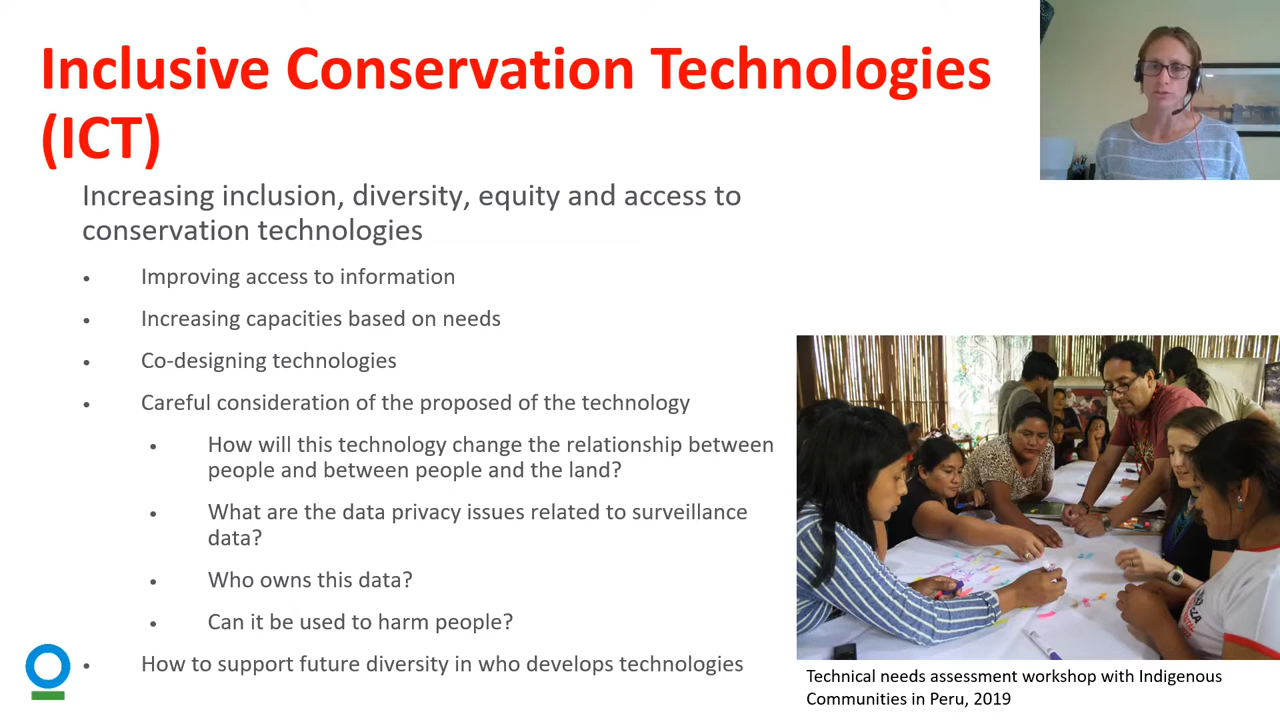 Inclusive Conservation Technologies
(ICT)
Increasing inclusion, diversity, equity and access to
conservation technologies
• Improving access to information
• Increasing capacities based on needs
• Co-designing technologies
• Careful consideration of the proposed of the technology
• How will this technology change the relationship between
people and between people and the land?
• What are the data privacy issues related to surveillance
data?
• Who owns this data?
• Can it be used to harm people?
• How to support future diversity in who develops technologies
Technical needs assessment workshop with Indigenous
Communities in Peru, 2019